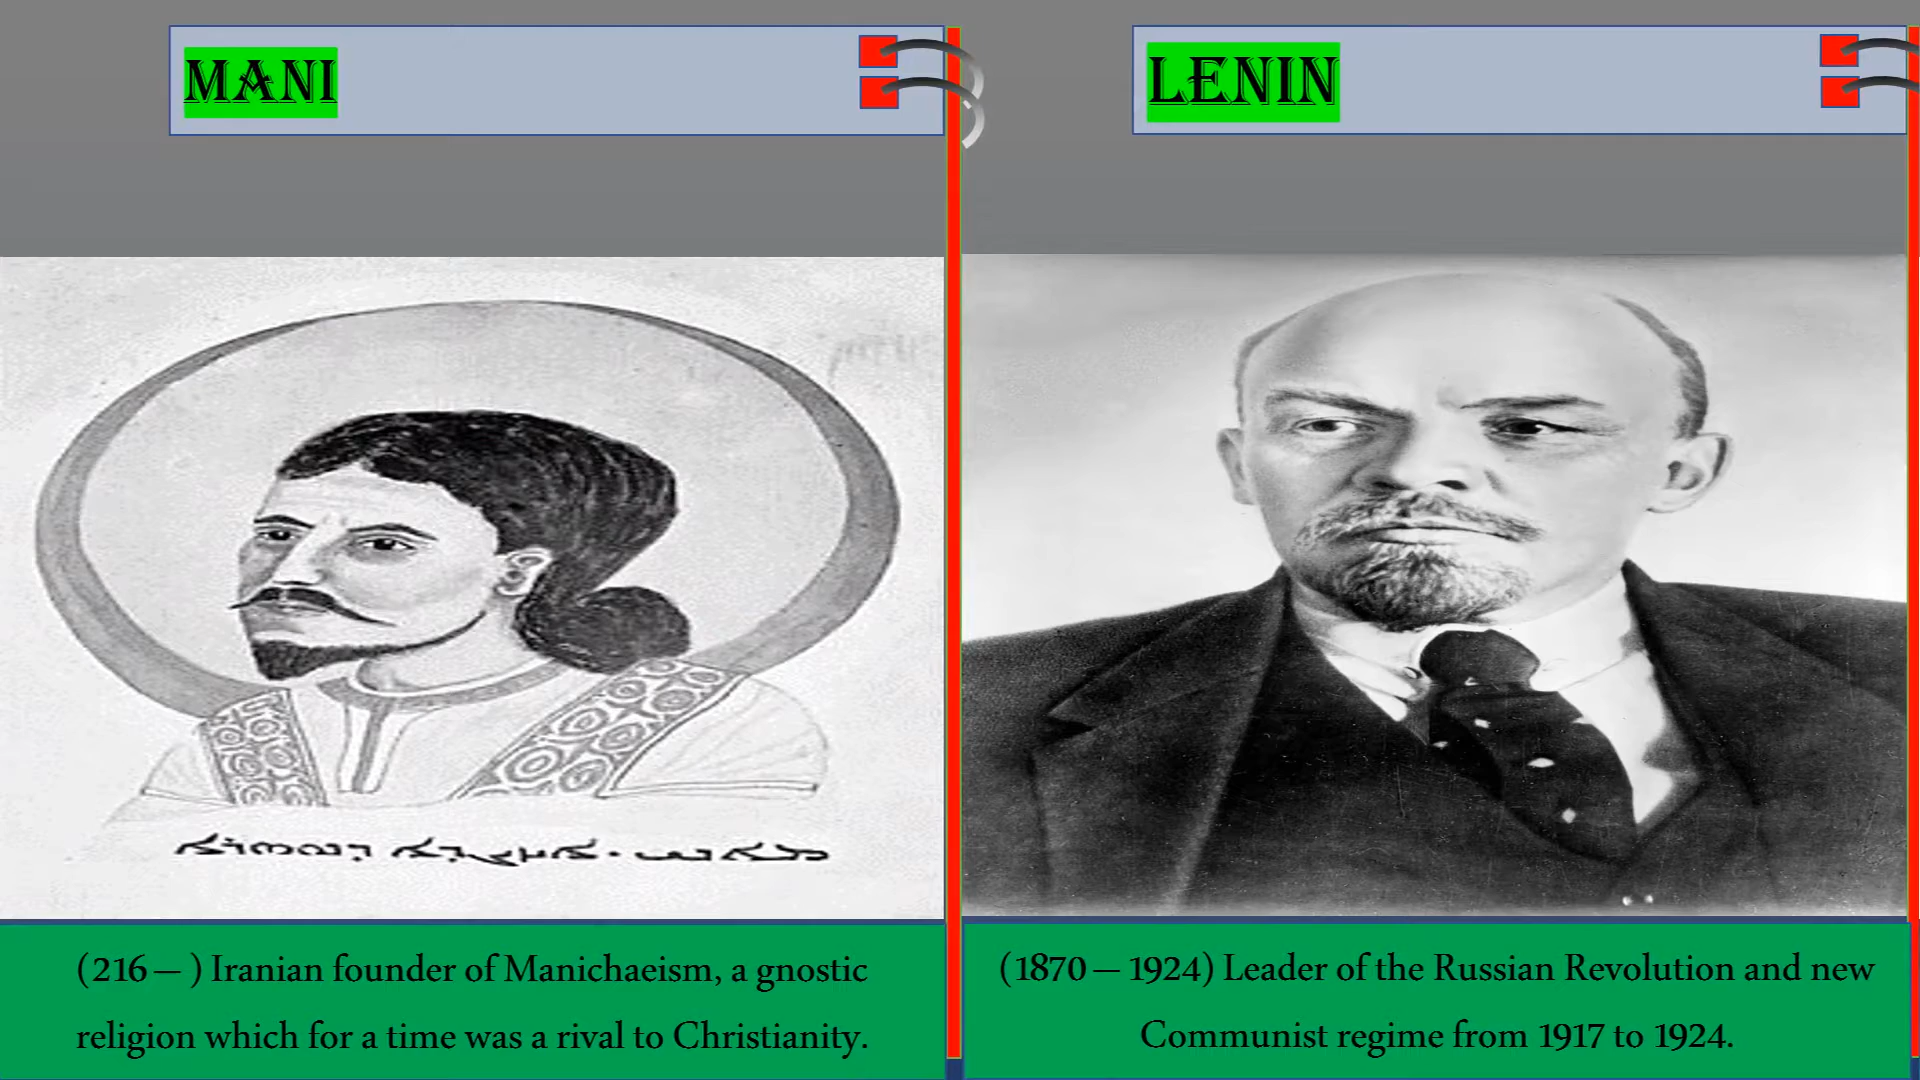 MANI
LENIN
(216 – ) Iranian founder of Manichaeism, a gnostic
religion which for a time was a rival to Christianity.
(1870 – 1924) Leader of the Russian Revolution and new
Communist regime from 1917 to 1924.